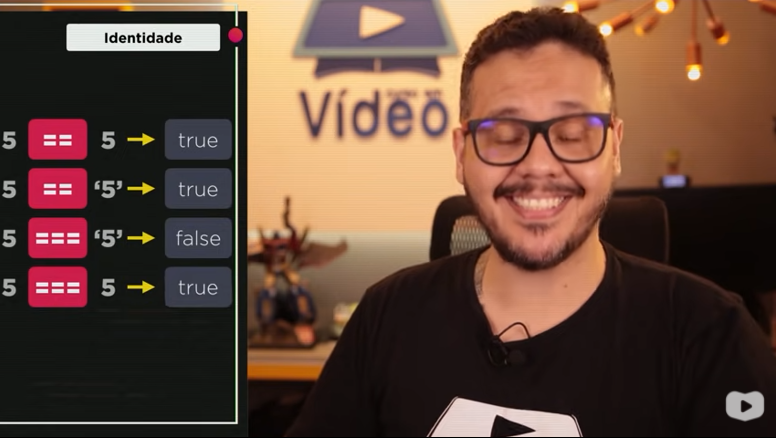 Identidade
5 == 5 → true
5 == ‘5’ → true
5 === ‘5’ → false
5 === 5 → true
Vídeo